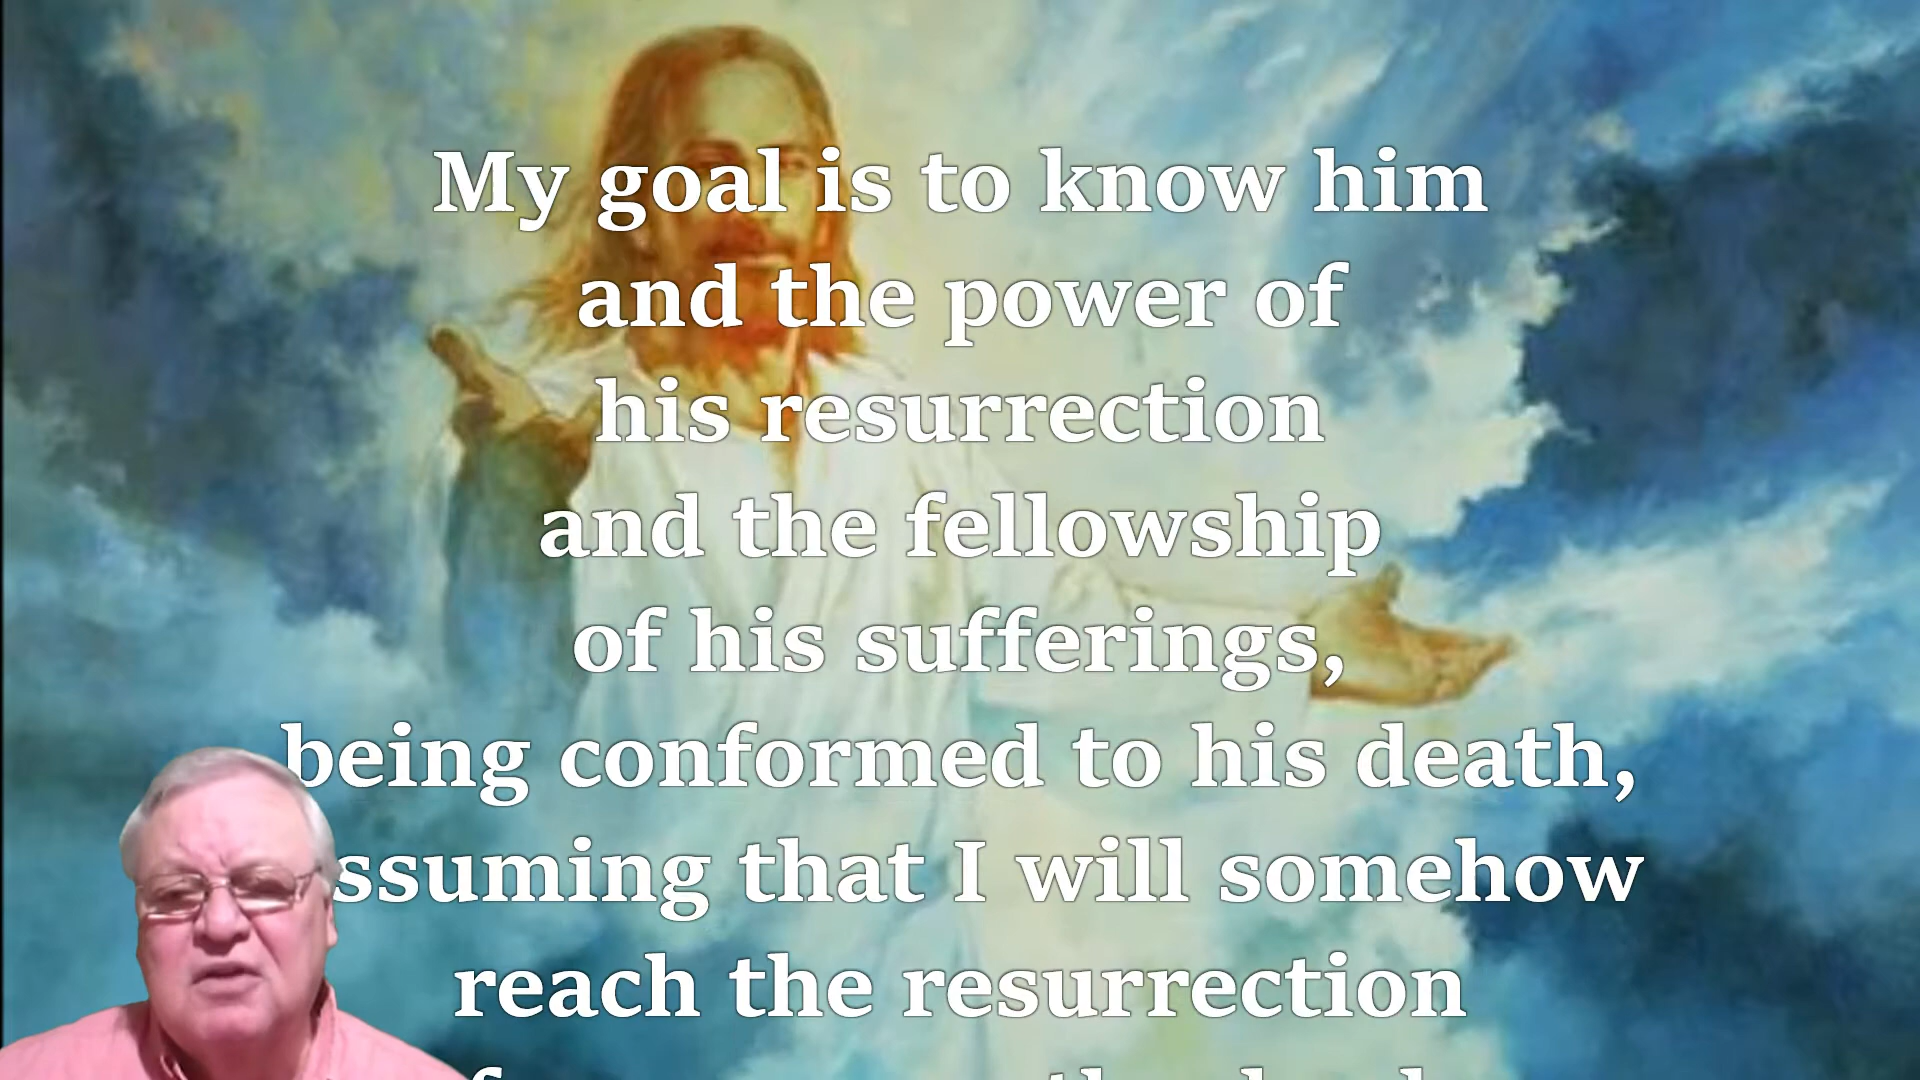 My goal is to know him
and the power of
his resurrection
and the fellowship
of his sufferings,
being conformed to his death,
ssuming that I will somehow
reach the resurrection